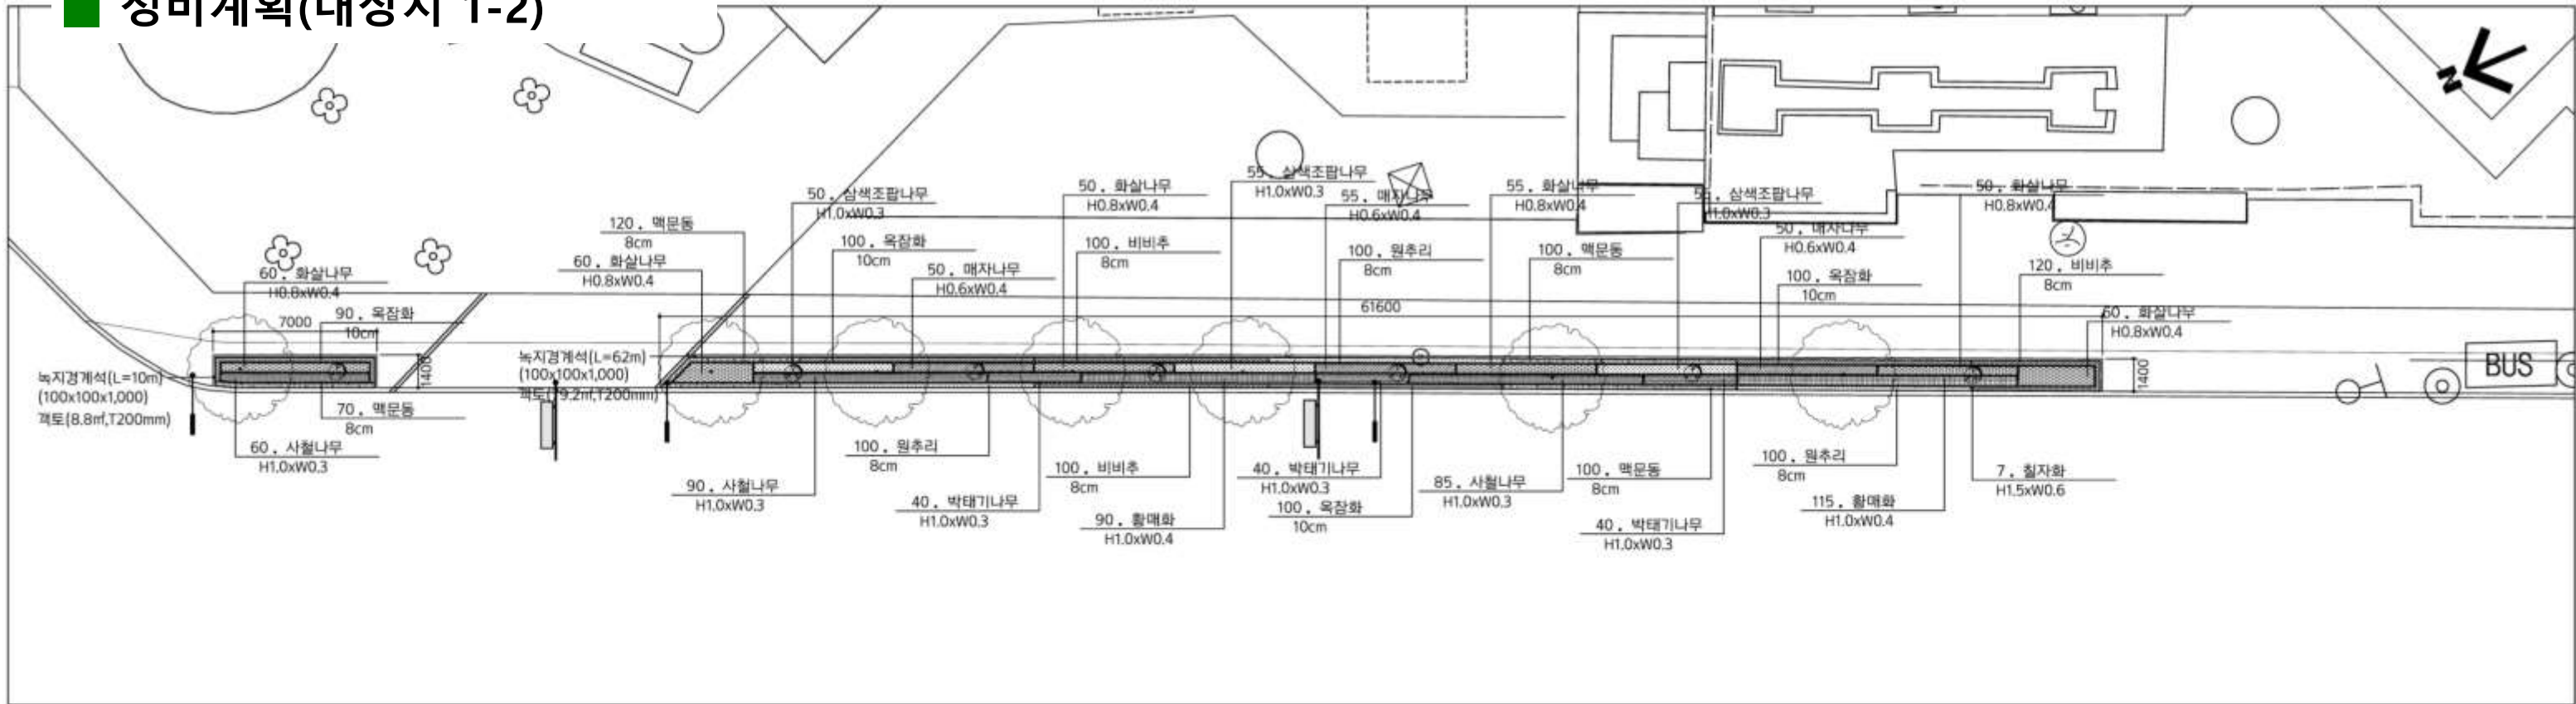 정비계획(대상지 1-2)
N
50 , 삼색조팝나무
H1.0xW0.3
50 , 화살나무
H0.8xW0.4
55 , 삼색조팝나무
H1.0xW0.3
55 , 매자나무
H0.6xW0.4
55 , 화살나무
H0.8xW0.4
삼색조팝나무
H1.0xW0.3
50 , 화살나무
H0.8xW0.4
120 , 맥문동
8cm
60 , 화살나무
H0.8xW0.4
100 , 옥잠화
10cm
50 , 매자나무
H0.6xW0.4
100 , 비비추
8cm
100 , 원추리
8cm
100 , 맥문동
8cm
50 , 매자나무
H0.6xW0.4
100 , 옥잠화
10cm
120 , 비비추
8cm
60 , 화살나무
H0.8xW0.4
60 , 화살나무
H0.8xW0.4
90 , 옥잠화
10cm
7000
61600
1400
1400
BUS
녹지경계석(L=10m)
(100x100x1,000)
객토(8.8㎥,T200mm)
녹지경계석(L=62m)
(100x100x1,000)
70 , 맥문동
8cm
60 , 사철나무
H1.0xW0.3
90 , 사철나무
H1.0xW0.3
100 , 원추리
8cm
40 , 박태기나무
H1.0xW0.3
100 , 비비추
8cm
90 , 황매화
H1.0xW0.4
40 , 박태기나무
H1.0xW0.3
100 , 옥잠화
10cm
85 , 사철나무
H1.0xW0.3
100 , 맥문동
8cm
40 , 박태기나무
H1.0xW0.3
100 , 원추리
8cm
115 , 황매화
H1.0xW0.4
7 , 칠자화
H1.5xW0.6